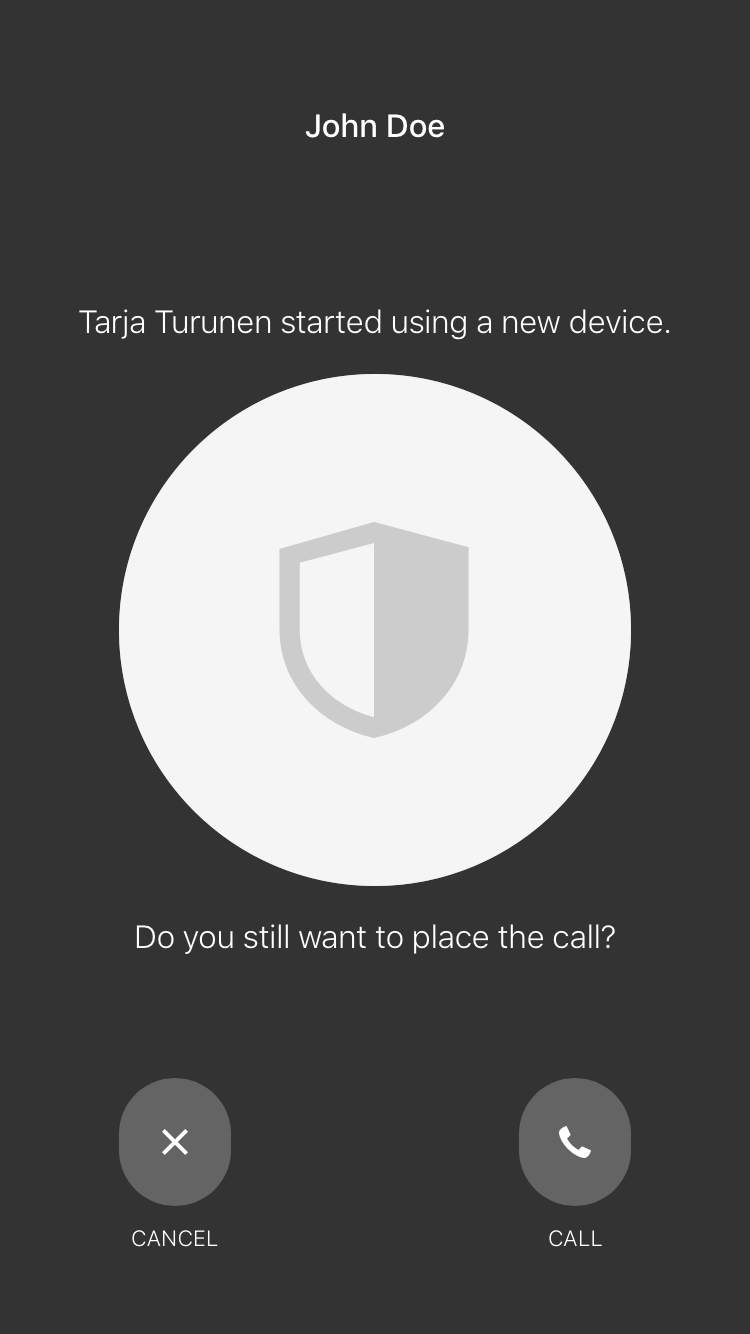 John Doe
Tarja Turunen started using a new device.
Do you still want to place the call?
CANCEL
CALL